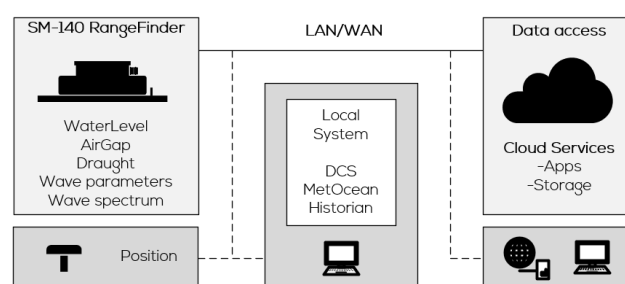 SM-140 RangeFinder
WaterLevel
AirGap
Draught
Wave parameters
Wave spectrum
Position
LAN/WAN
Local
System
DCS
MetOcean
Historian
Data access
Cloud Services
-Apps
-Storage